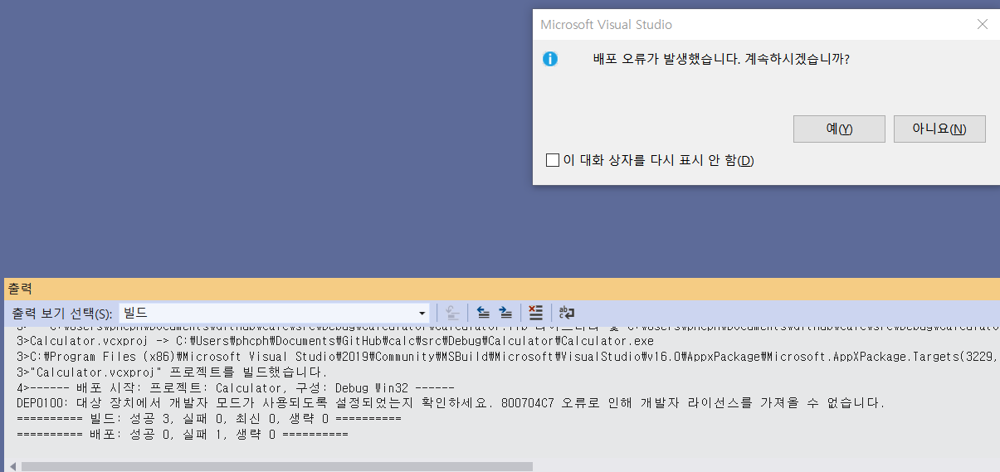 Microsoft Visual Studio
배포 오류가 발생했습니다. 계속하시겠습니까?
예(Y)
아니요(N)
이 대화 상자를 다시 표시 안 함(D)
출력
출력 보기 선택(S):
빌드
3>Calculator.vcxproj -> C:₩Users₩phcph₩Documents₩GitHub₩calc₩src₩Debug₩Calculator₩Calculator.exe
3>C:₩Program Files (x86)₩Microsoft Visual Studio₩2019₩Community₩MSBuild₩Microsoft₩VisualStudio₩v16.0₩AppxPackage₩Microsoft.AppXPackage.Targets(3229,
3>"Calculator.vcxproj" 프로젝트를 빌드했습니다.
4>------ 배포 시작: 프로젝트: Calculator, 구성: Debug Win32 ------
DEP0100: 대상 장치에서 개발자 모드가 사용되도록 설정되었는지 확인하세요. 800704C7 오류로 인해 개발자 라이선스를 가져올 수 없습니다.
========== 빌드: 성공 3, 실패 0, 최신 0, 생략 0 ==========
========== 배포: 성공 0, 실패 1, 생략 0 ==========